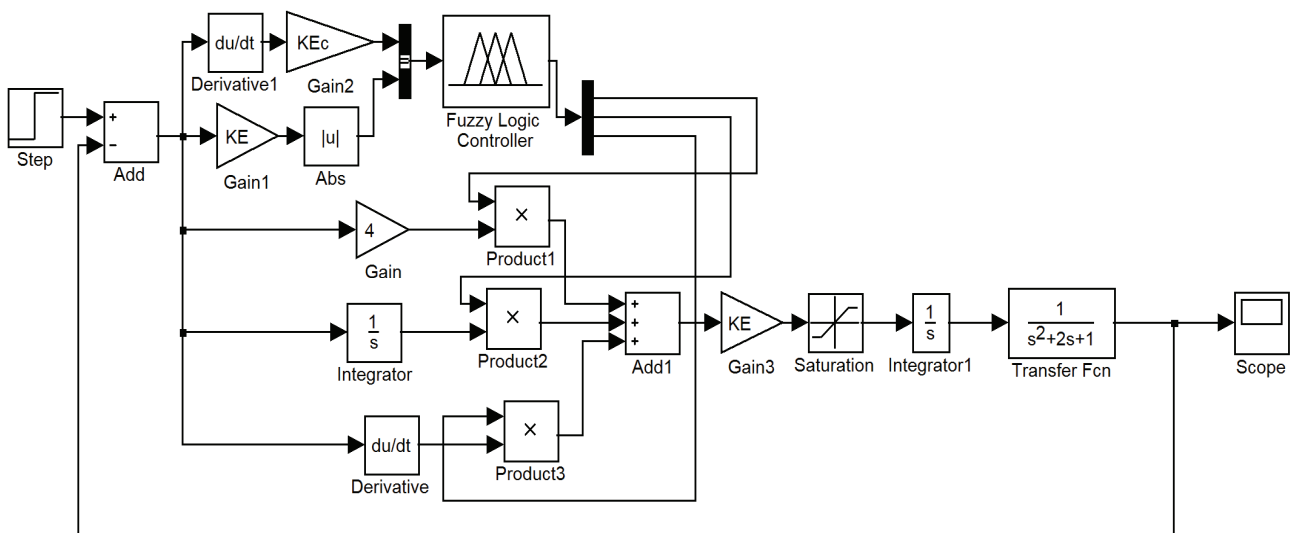 du/dt
Derivative1
KEc
Gain2
Fuzzy Logic
Controller
Step
+
−
Add
KE
Gain1
|u|
Abs
4
Gain
×
Product1
1
s
Integrator
×
Product2
+
+
+
Add1
KE
Gain3
Saturation
1
s
Integrator1
1
s²+2s+1
Transfer Fcn
Scope
du/dt
Derivative
×
Product3